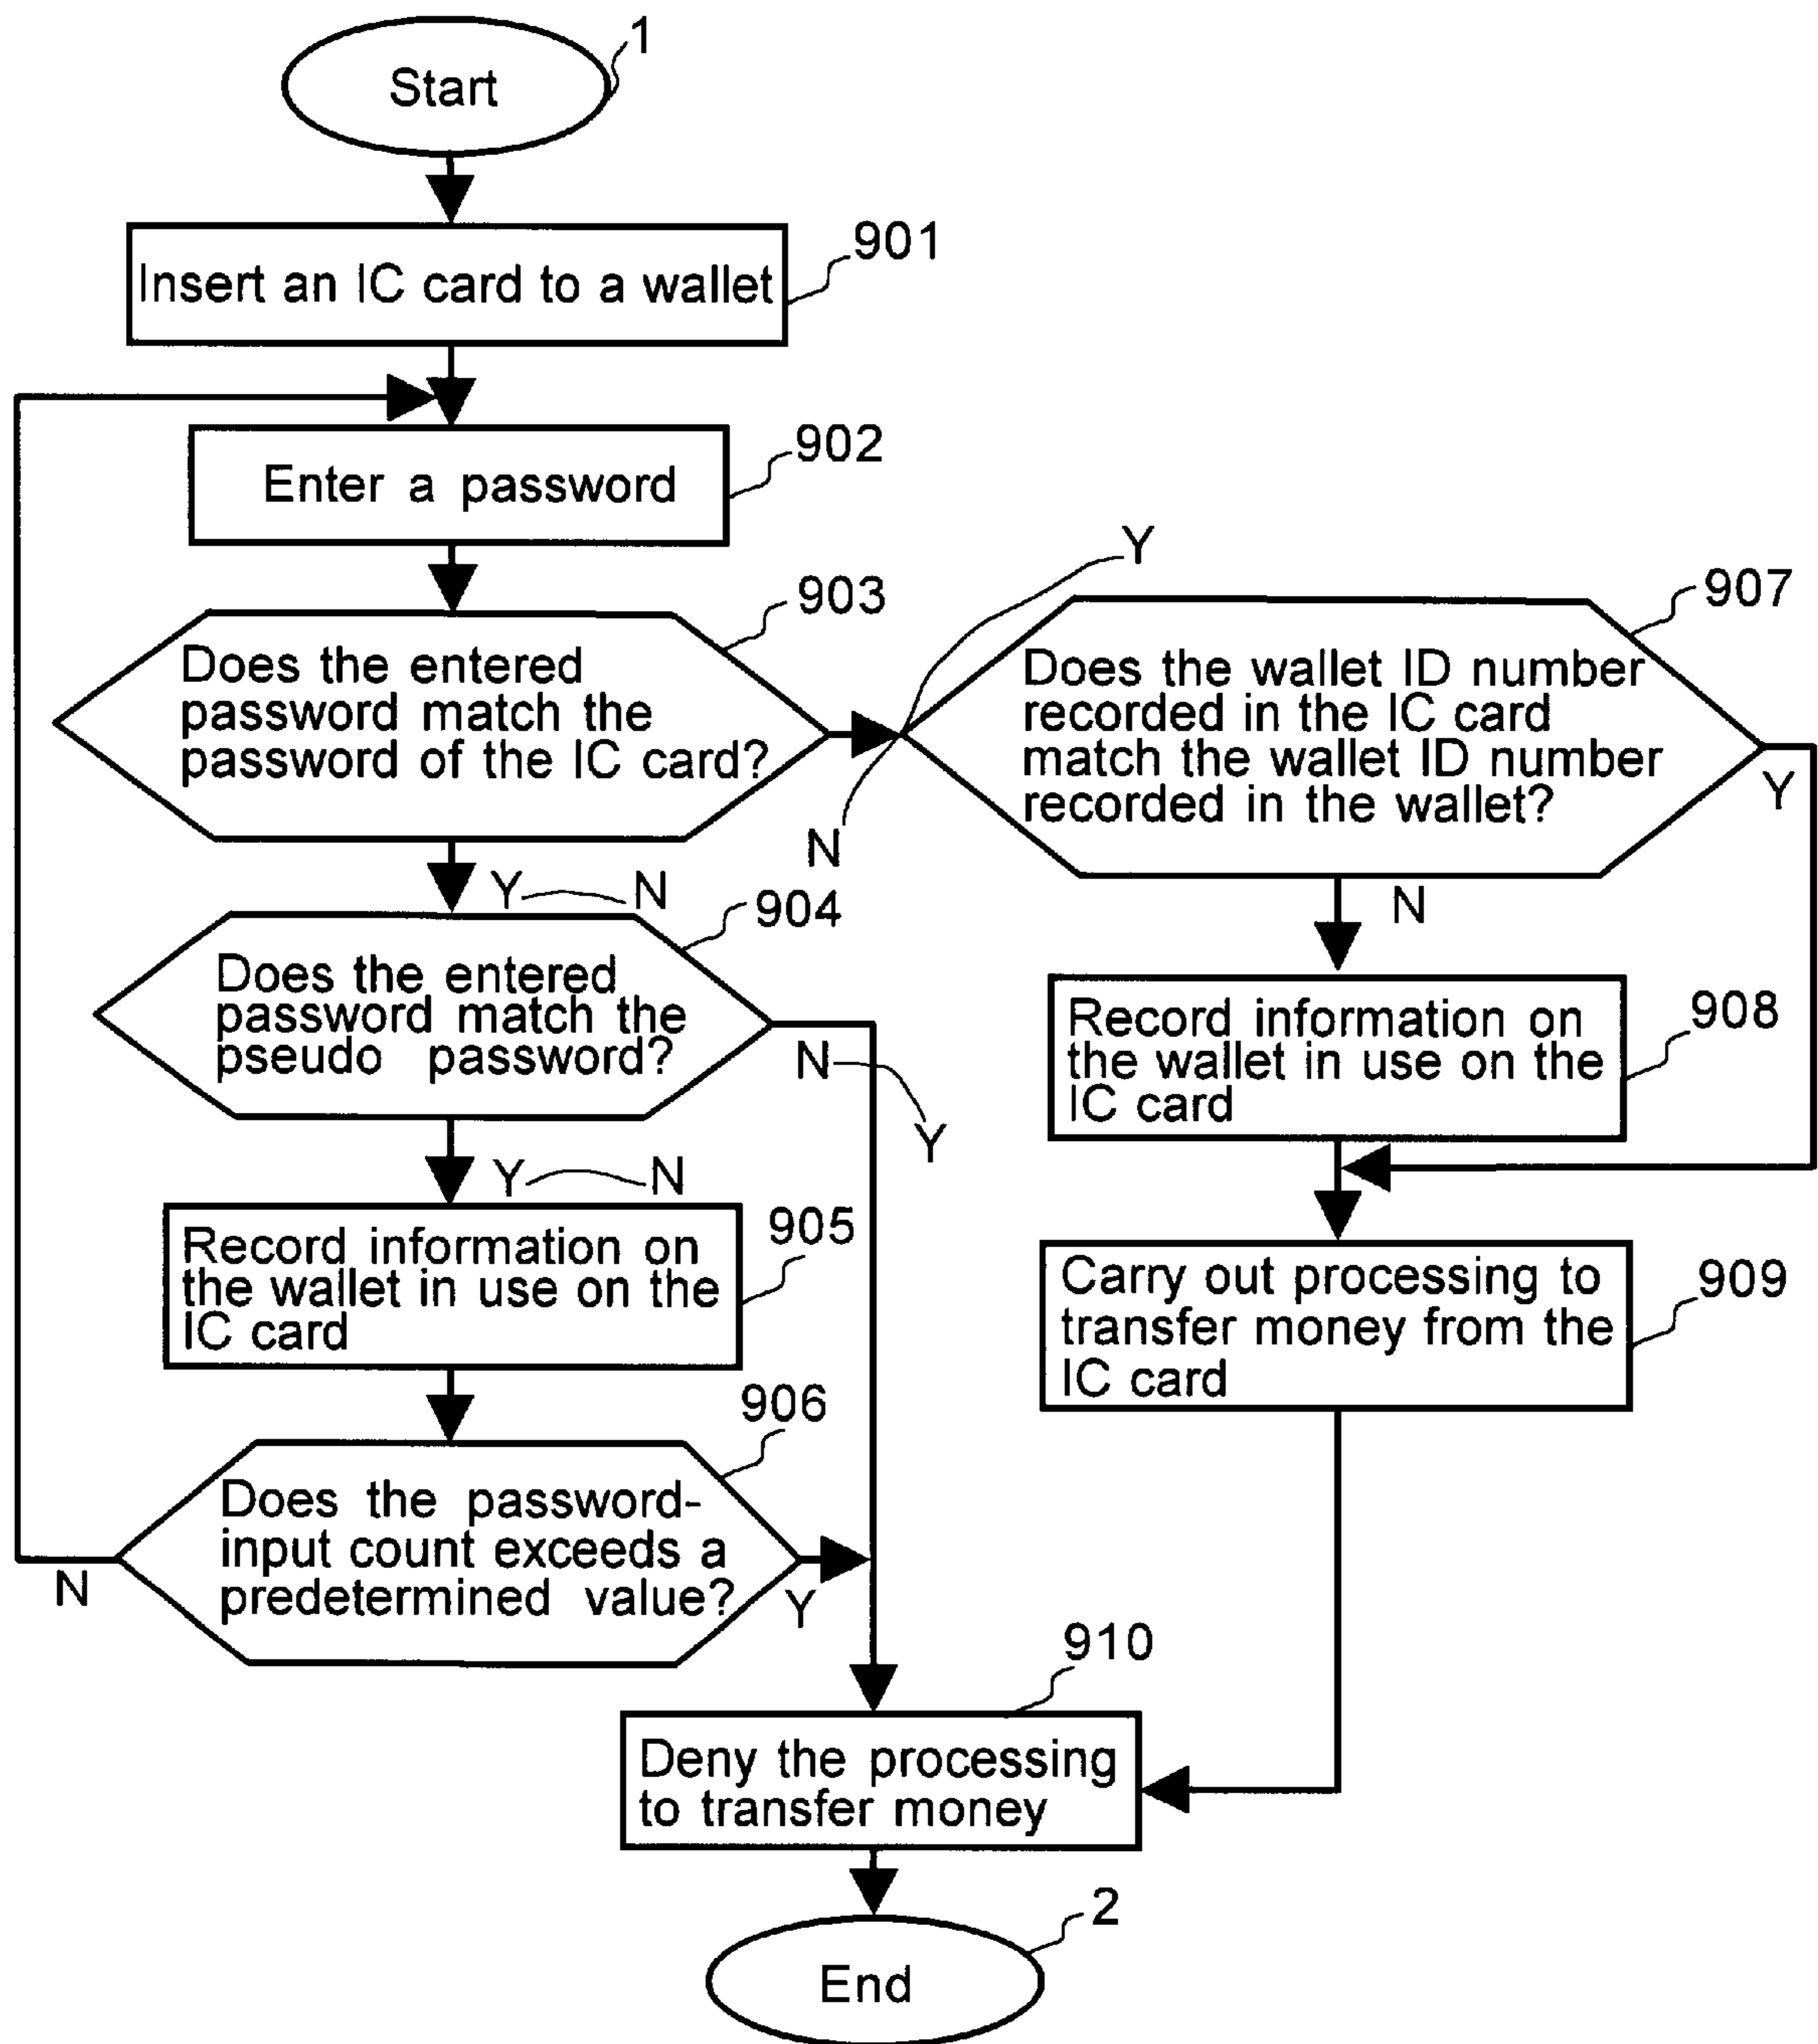 1
Start
901
Insert an IC card to a wallet
902
Enter a password
Y
903
Does the entered
password match the
password of the IC card?
N
907
Does the wallet ID number
recorded in the IC card
match the wallet ID number
recorded in the wallet?
Y
N
Y N
904
Does the entered
password match the
pseudo password?
N
Y
908
Record information on
the wallet in use on the
IC card
Y N
905
Record information on
the wallet in use on the
IC card
909
Carry out processing to
transfer money from the
IC card
906
Does the password-
input count exceeds a
predetermined value?
N
Y
910
Deny the processing
to transfer money
2
End